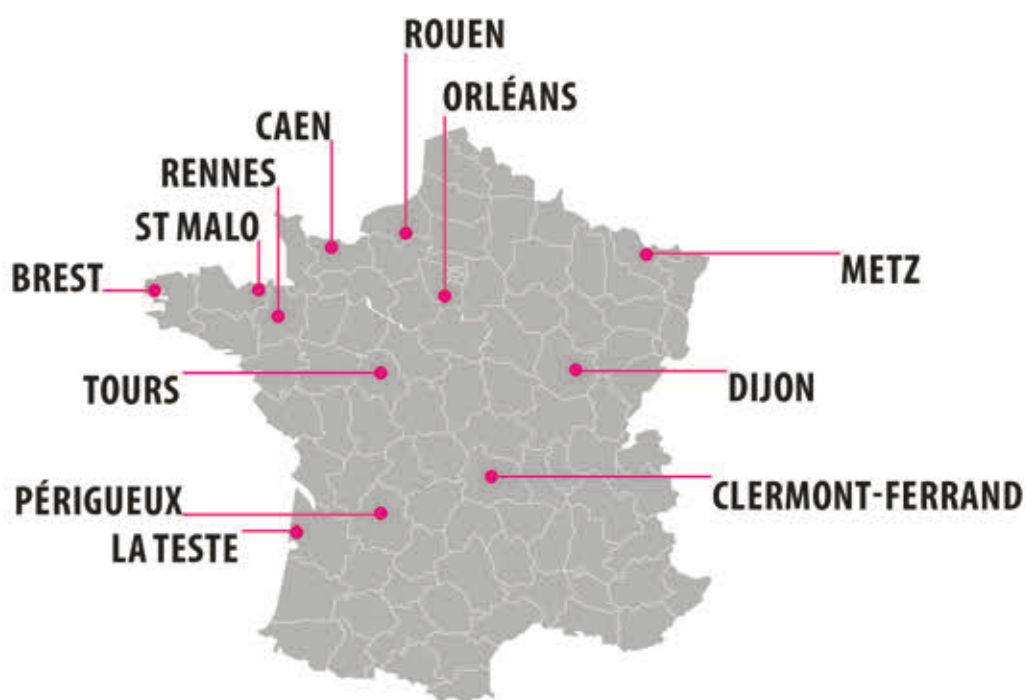 ROUEN
ORLÉANS
CAEN
RENNES
ST MALO
BREST
METZ
TOURS
DIJON
PÉRIGUEUX
CLERMONT-FERRAND
LA TESTE